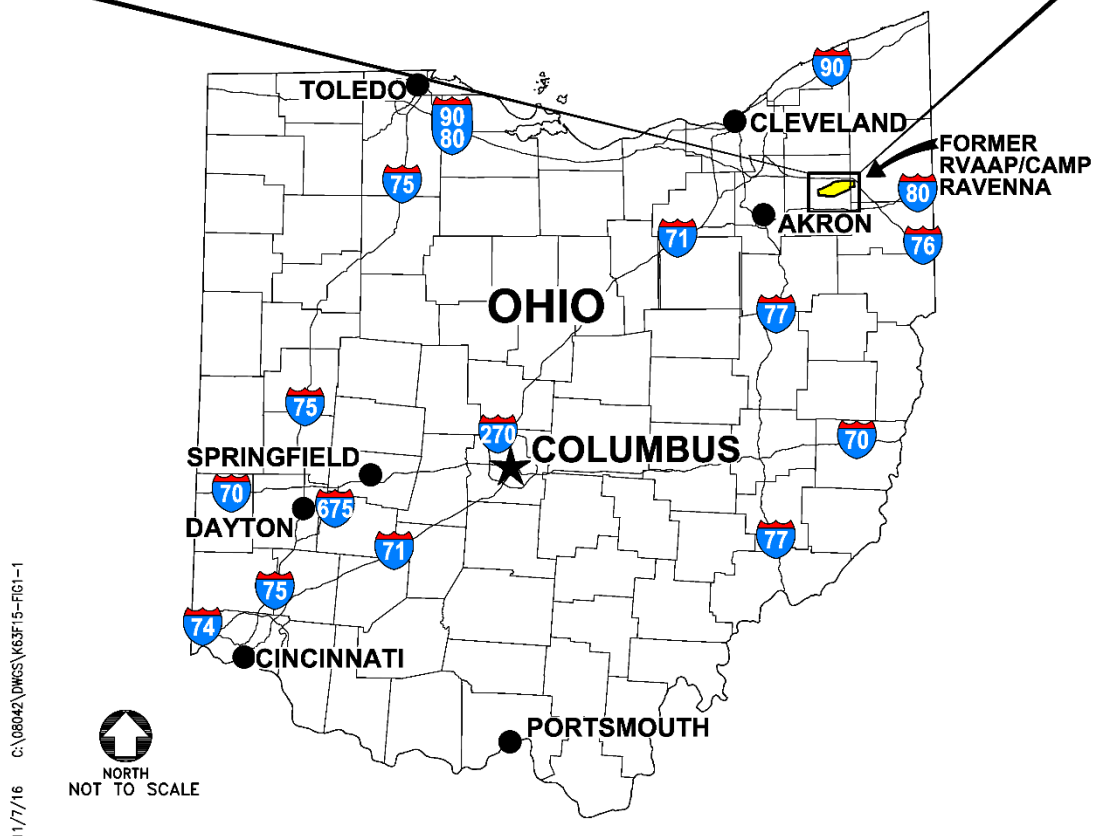 90
TOLEDO
90
80
CLEVELAND
FORMER
RVAAP/CAMP
RAVENNA
75
80
AKRON
71
76
OHIO
77
75
270
COLUMBUS
70
SPRINGFIELD
70
675
DAYTON
71
77
75
74
CINCINNATI
PORTSMOUTH
NORTH
NOT TO SCALE
11/7/16 C:\08042\DWGS\K63F15-FIG1-1